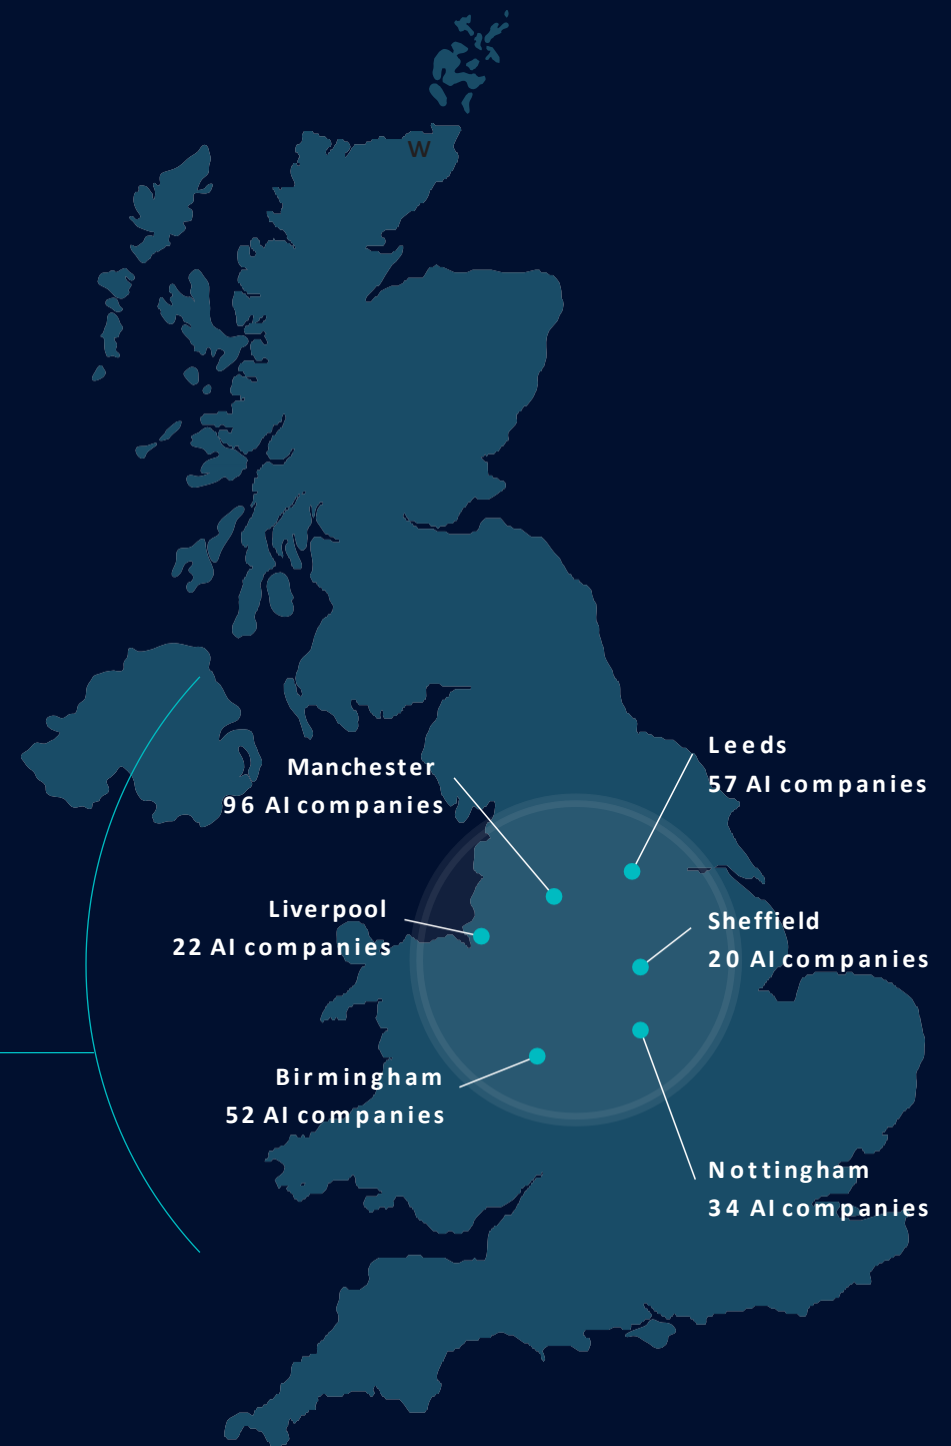 W
Leeds
57 AI companies
Manchester
96 AI companies
Liverpool
22 AI companies
Sheffield
20 AI companies
Birmingham
52 AI companies
Nottingham
34 AI companies